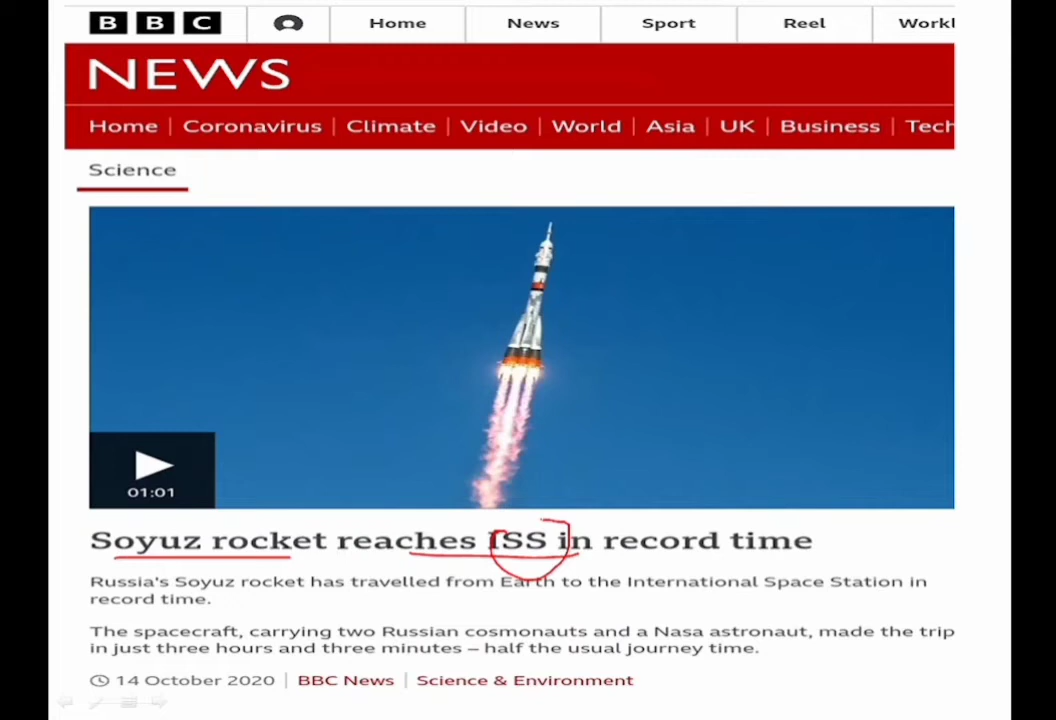 BBC Home News Sport Reel
NEWS
Home | Coronavirus | Climate | Video | World | Asia | UK | Business | Tech
Science
01:01
Soyuz rocket reaches ISS in record time
Russia's Soyuz rocket has travelled from Earth to the International Space Station in
record time.
The spacecraft, carrying two Russian cosmonauts and a Nasa astronaut, made the trip
in just three hours and three minutes – half the usual journey time.
14 October 2020 | BBC News | Science & Environment